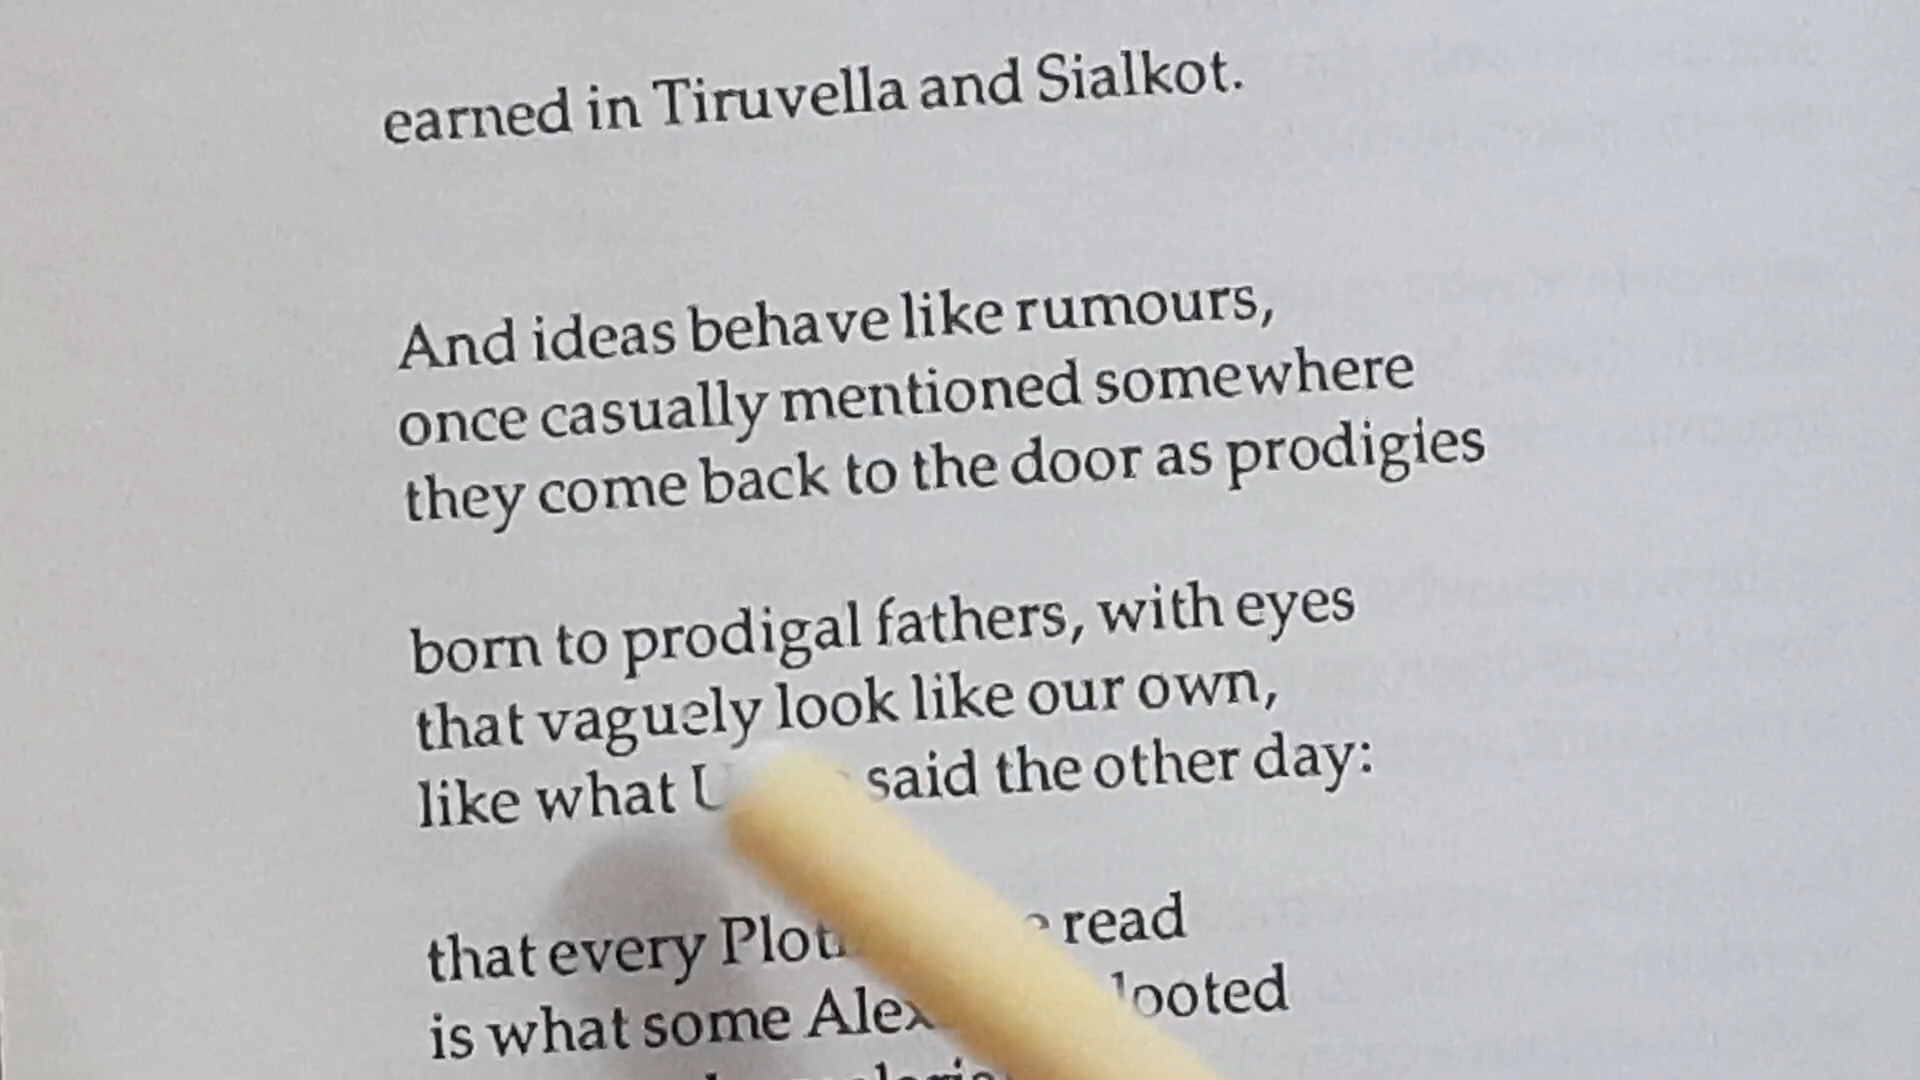 earned in Tiruvella and Sialkot.
And ideas behave like rumours,
once casually mentioned somewhere
they come back to the door as prodigies
born to prodigal fathers, with eyes
that vaguely look like our own,
like what said the other day:
that every read
is what some looted